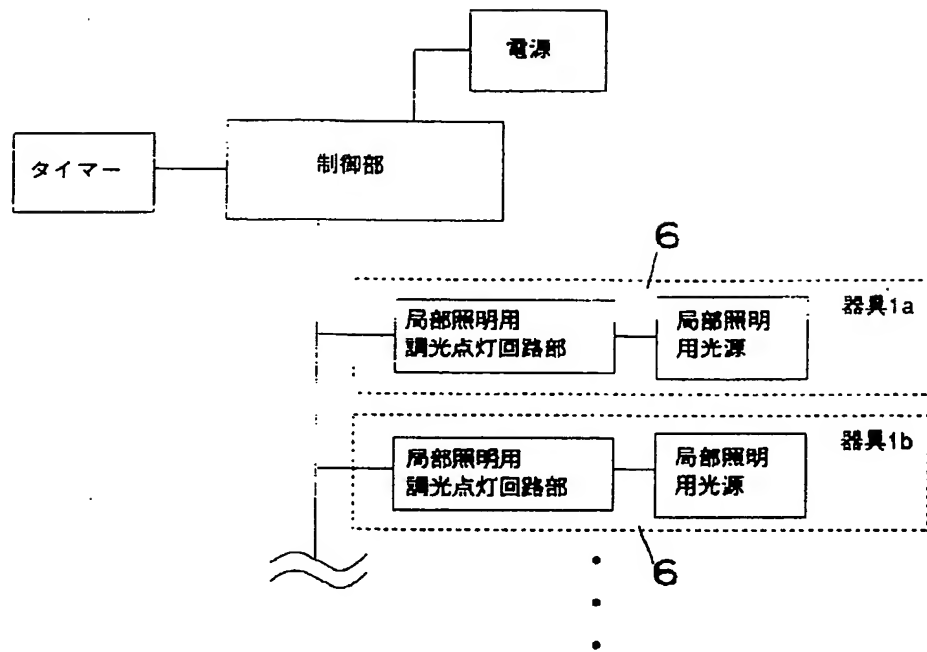 電源
タイマー
制御部
6
器具1a
局部照明用
調光点灯回路部
局部照明
用光源
器具1b
局部照明用
調光点灯回路部
局部照明
用光源
6